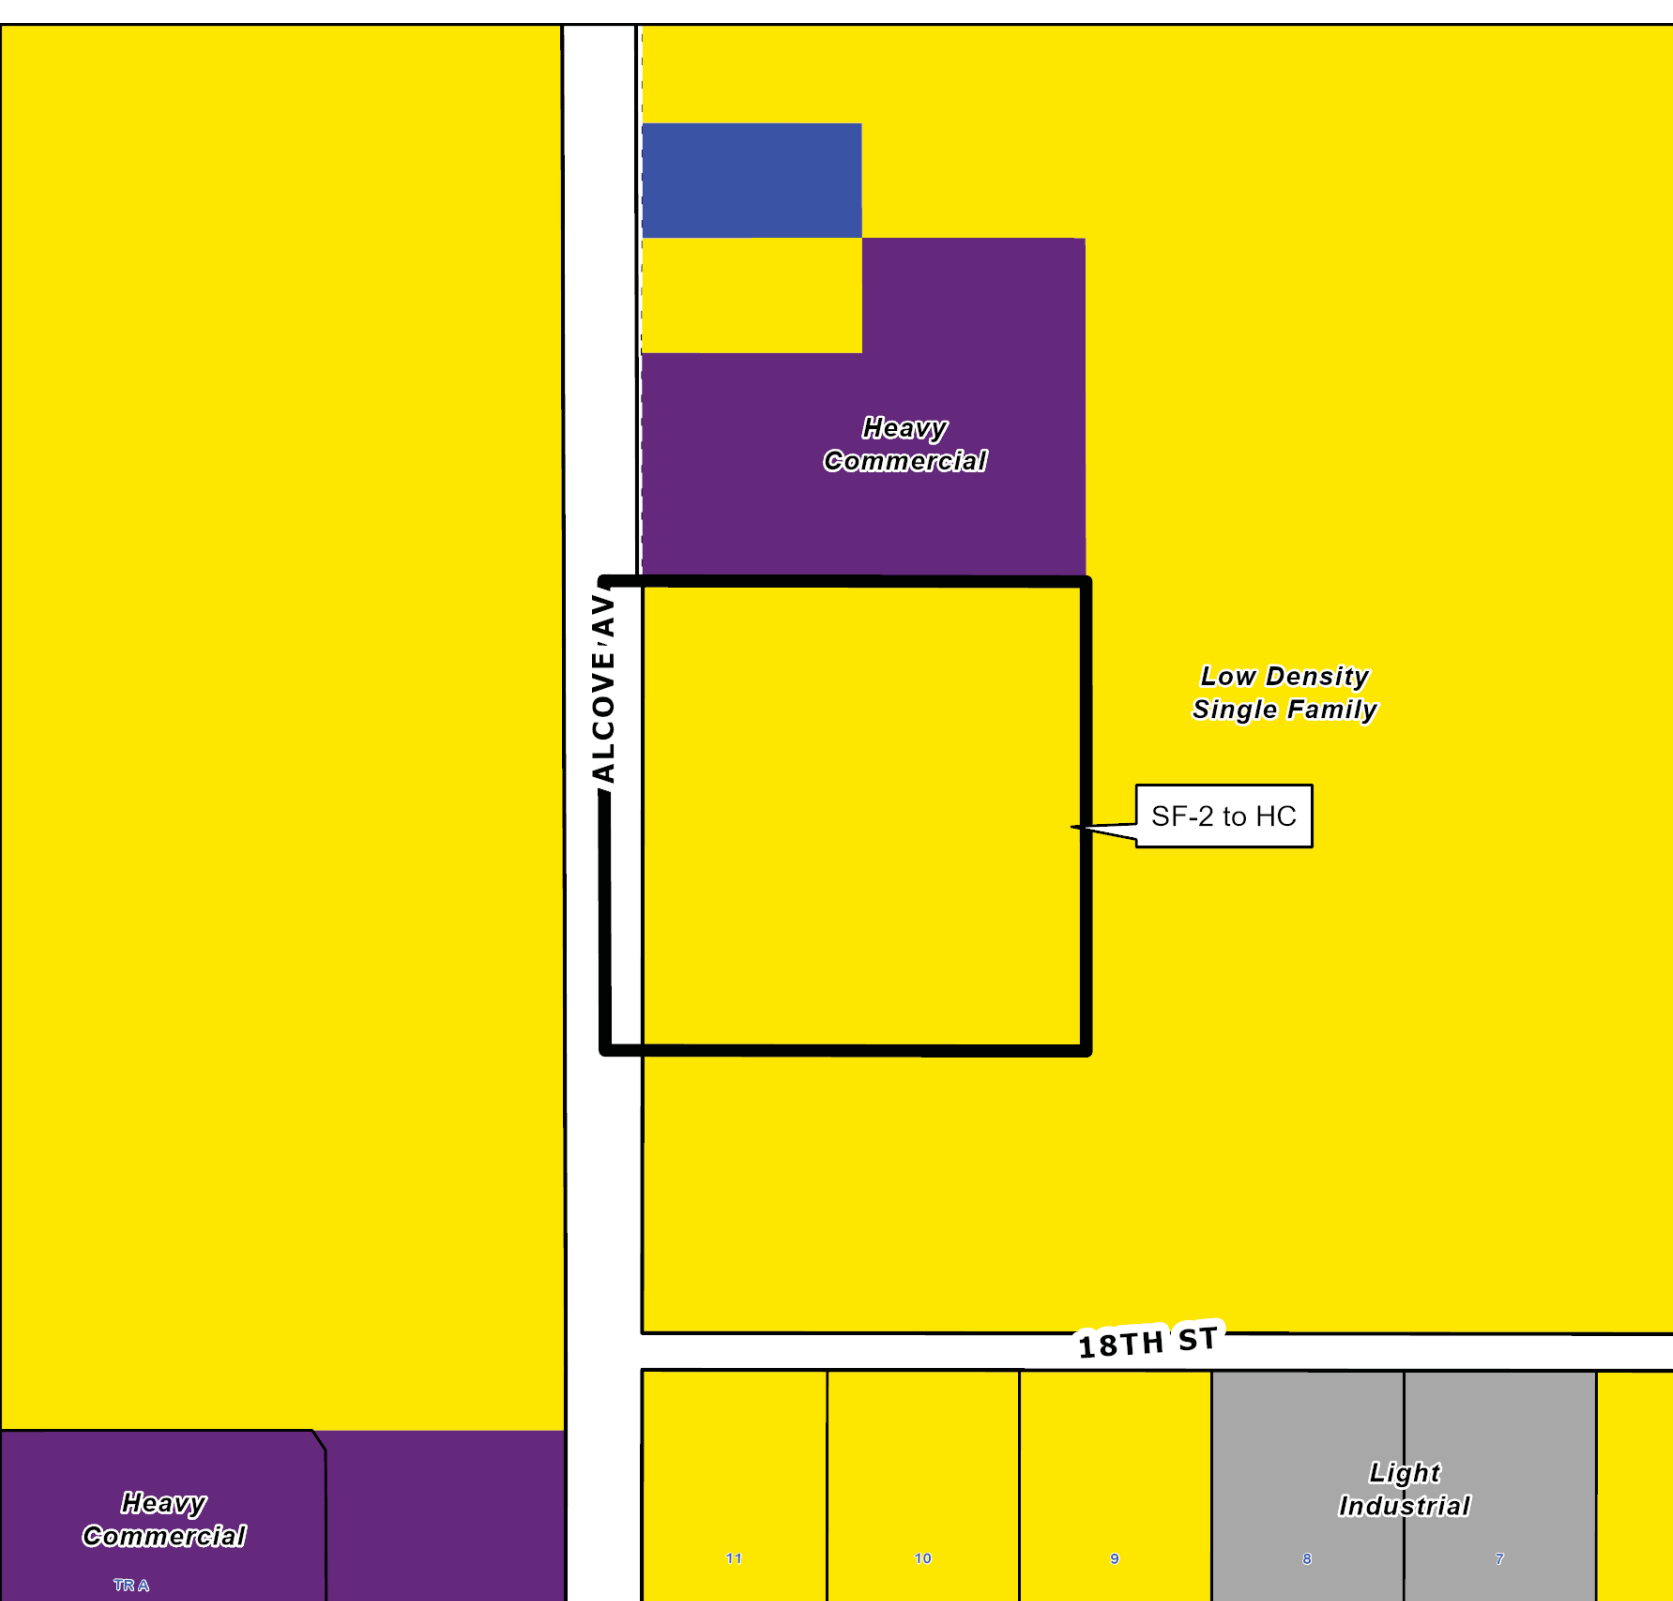 Heavy
Commercial
ALCOVE AV
Low Density
Single Family
SF-2 to HC
18TH ST
Light
Industrial
Heavy
Commercial
11
10
9
8
7
TR A